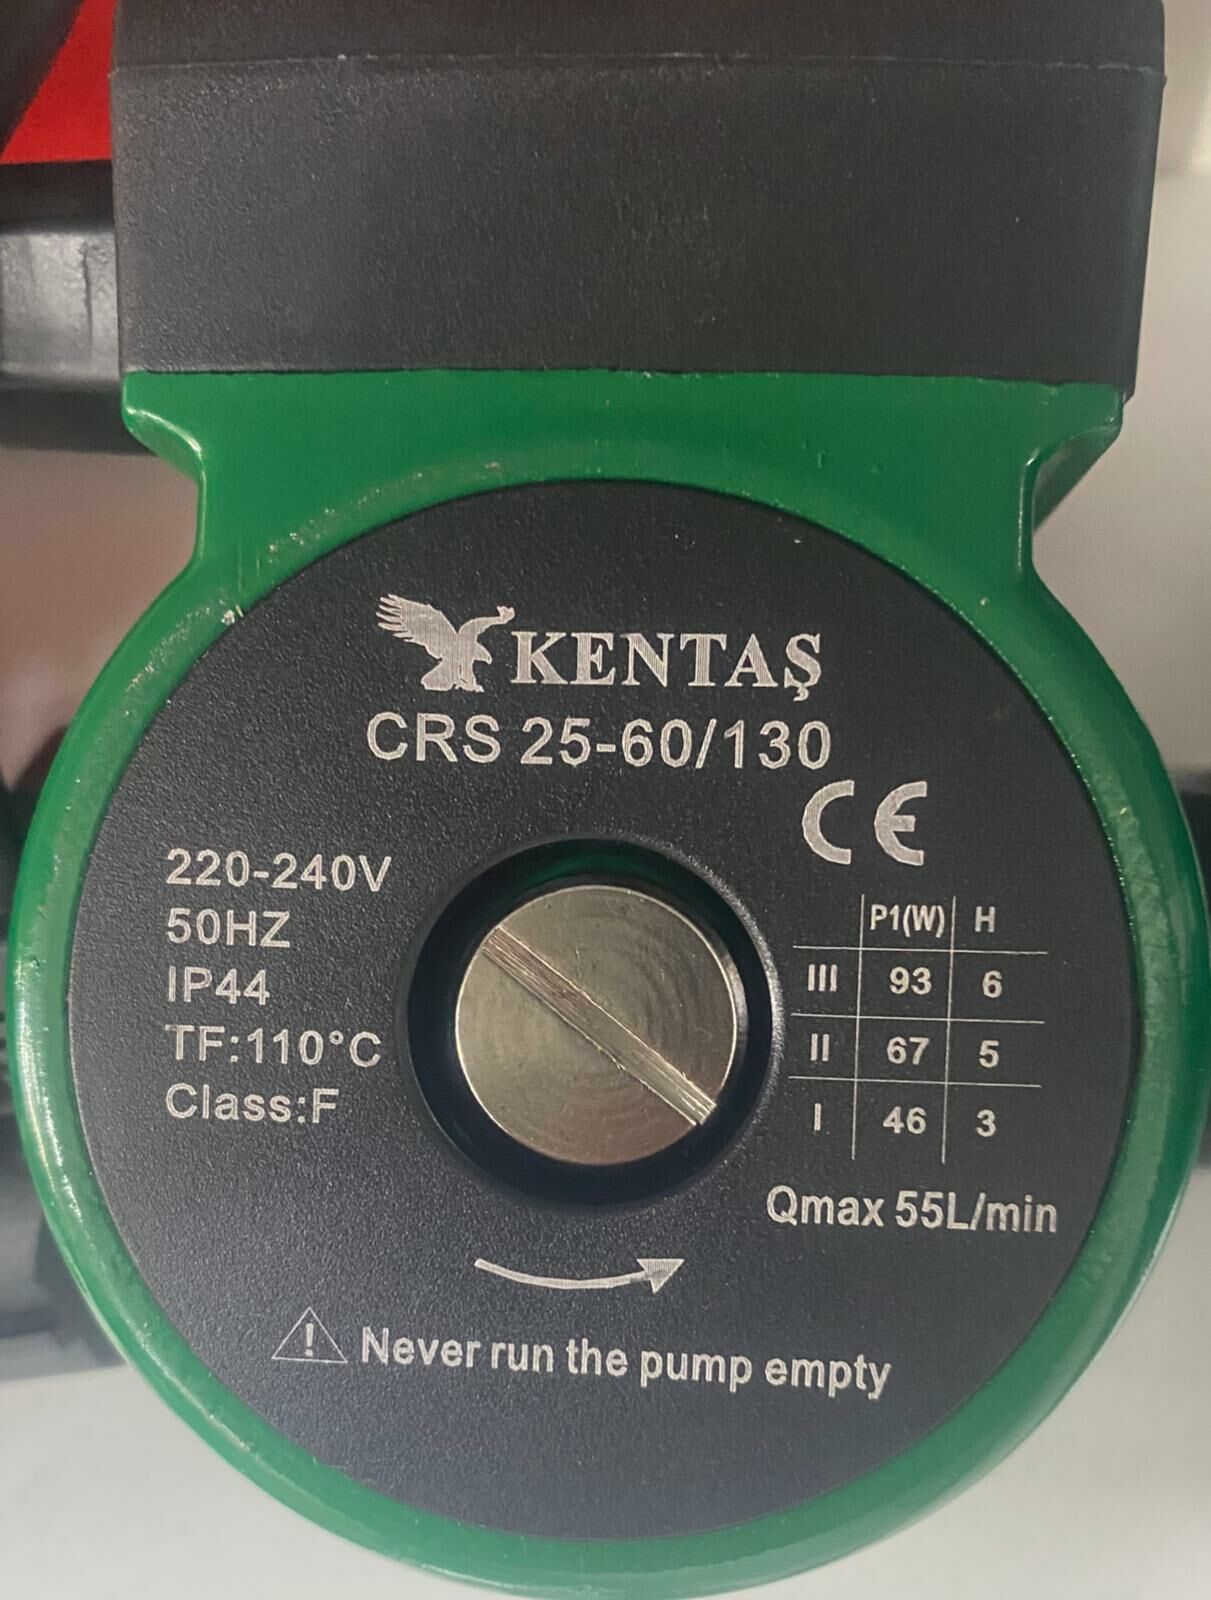 KENTAŞ
CRS 25-60/130
CE
220-240V
50HZ
IP44
TF:110°C
Class:F
P1(W) H
III 93 6
II 67 5
I 46 3
Qmax 55L/min
! Never run the pump empty